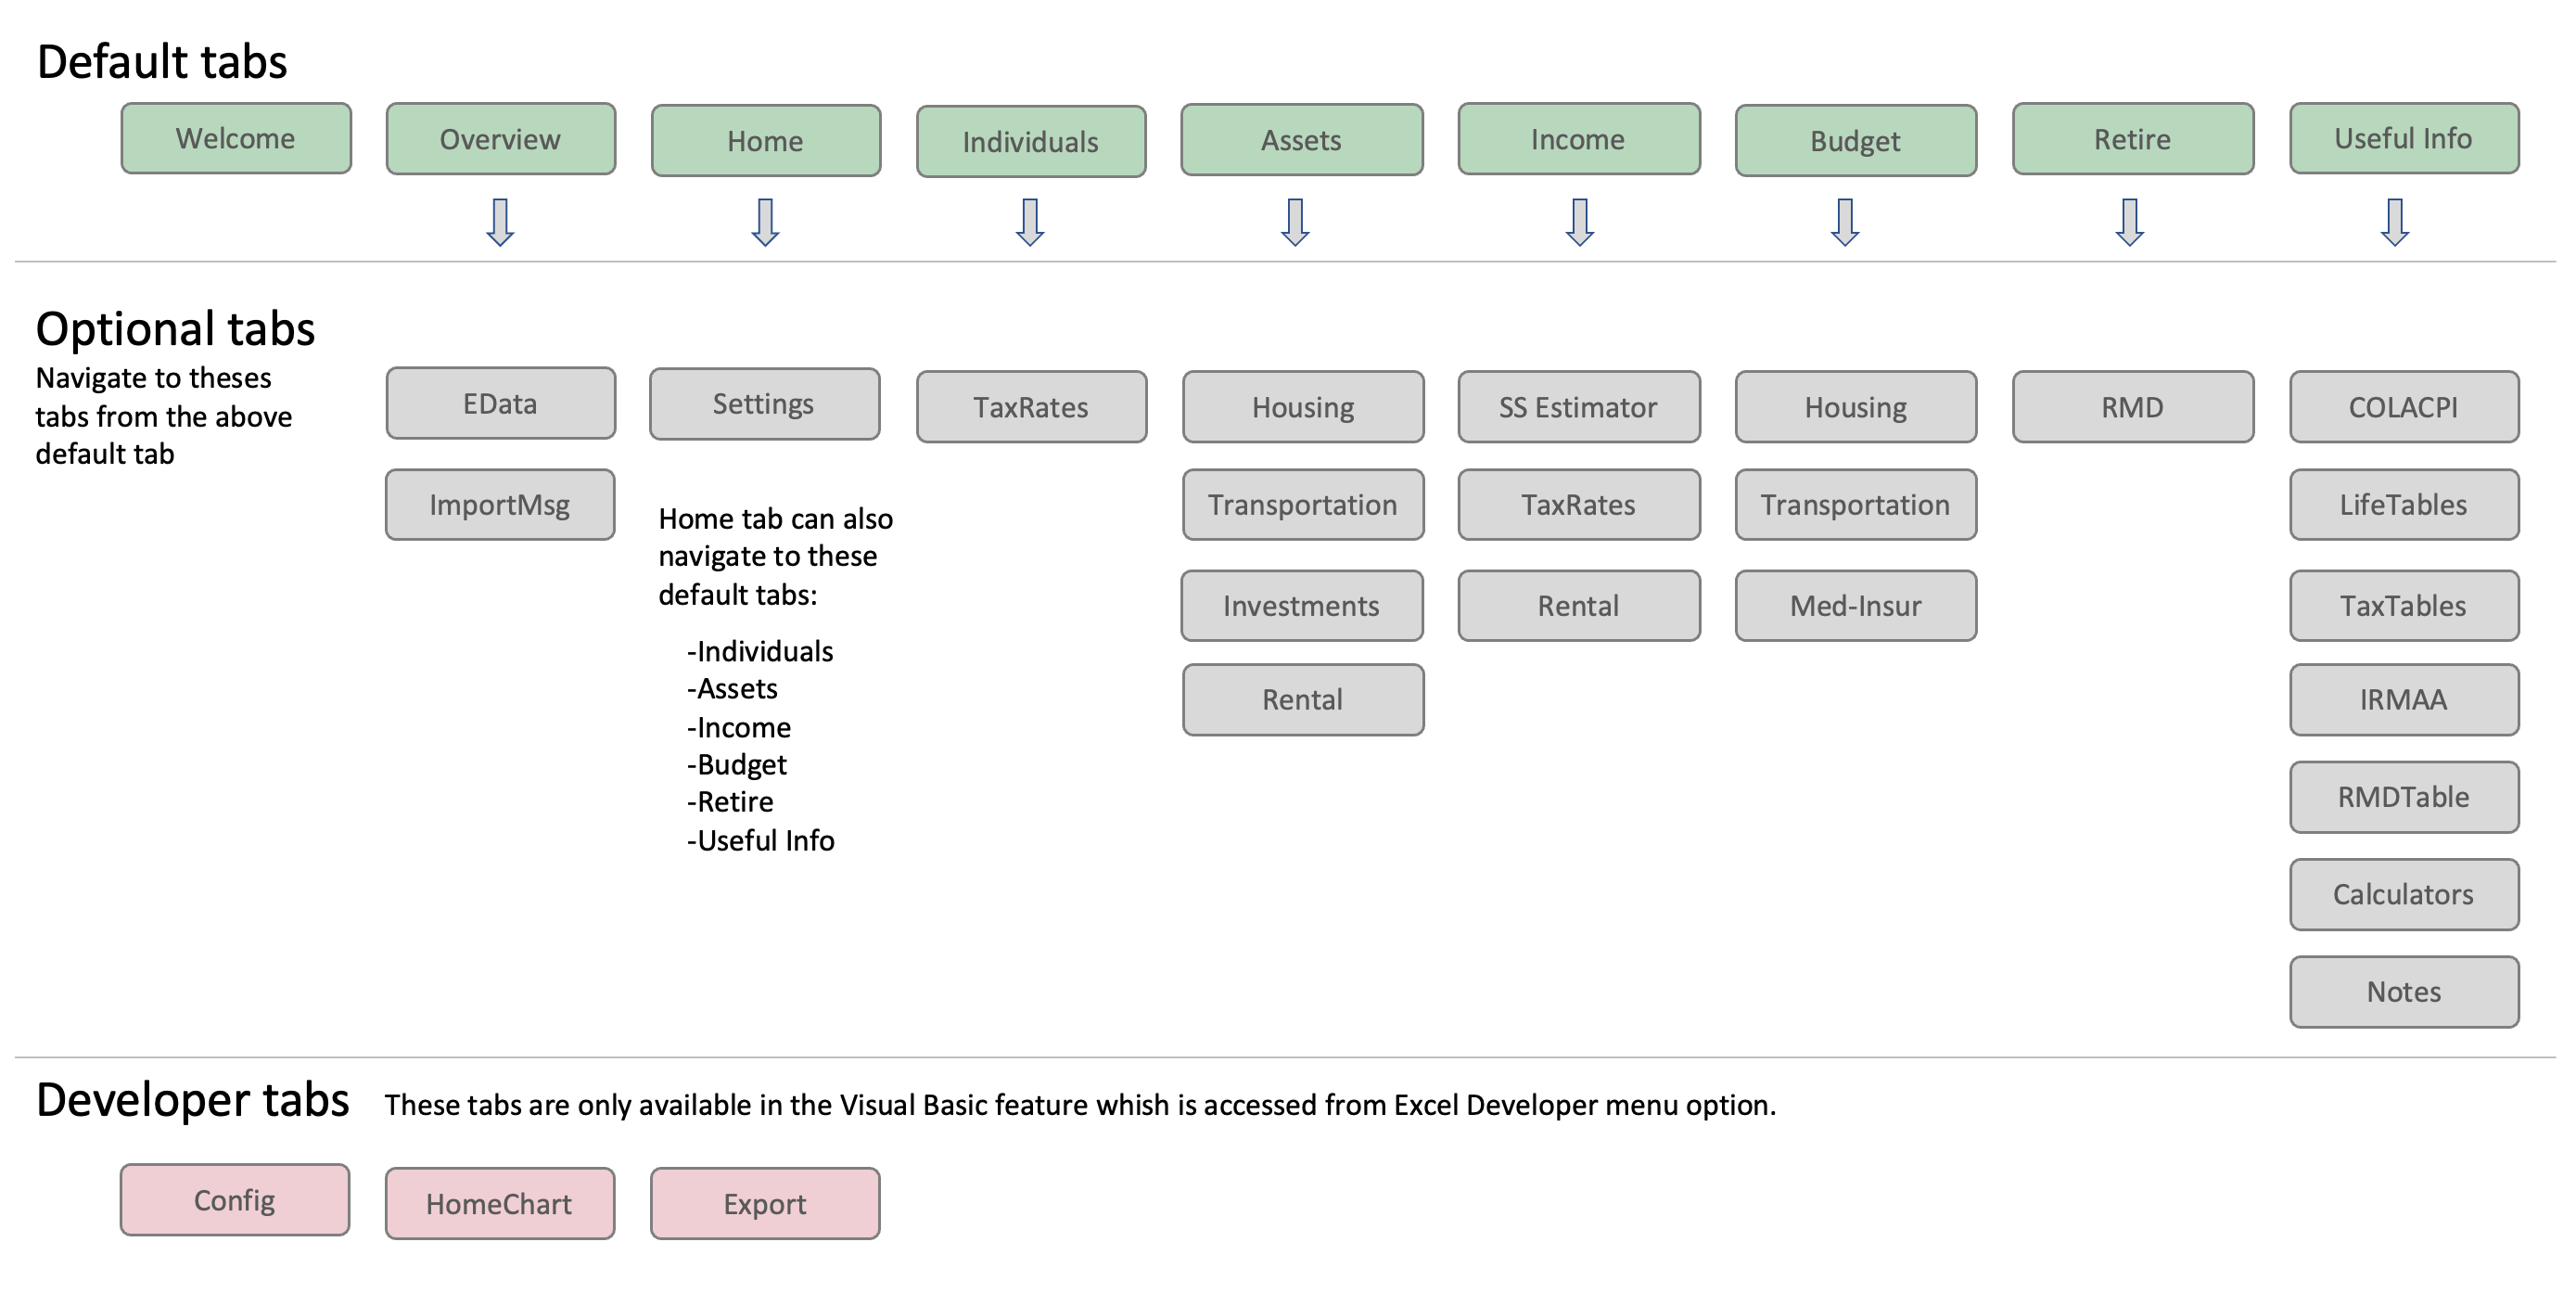 Default tabs
Welcome
Overview
Home
Individuals
Assets
Income
Budget
Retire
Useful Info
Optional tabs
Navigate to theses
tabs from the above
default tab
EData
ImportMsg
Settings
Home tab can also
navigate to these
default tabs:
-Individuals
-Assets
-Income
-Budget
-Retire
-Useful Info
TaxRates
Housing
Transportation
Investments
Rental
SS Estimator
TaxRates
Rental
Housing
Transportation
Med-Insur
RMD
COLACPI
LifeTables
TaxTables
IRMAA
RMDTable
Calculators
Notes
Developer tabs
These tabs are only available in the Visual Basic feature whish is accessed from Excel Developer menu option.
Config
HomeChart
Export